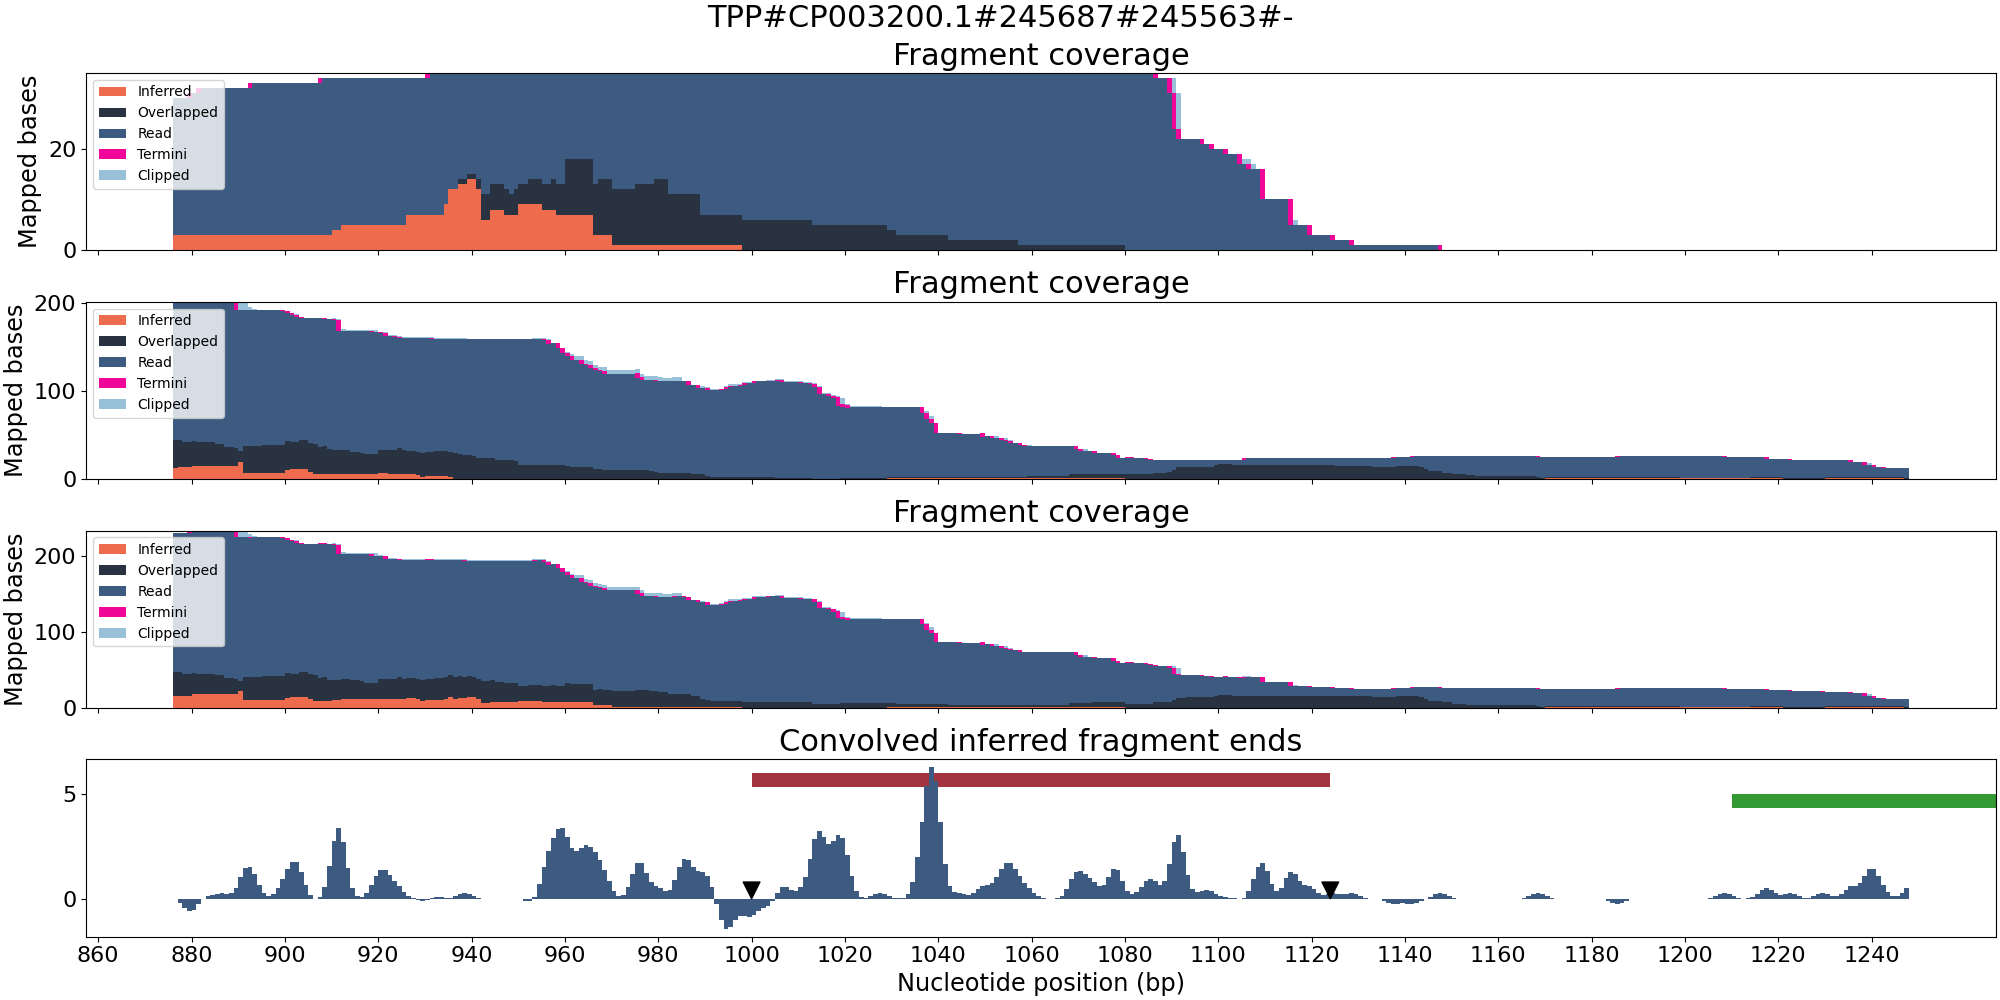 TPP#CP003200.1#245687#245563#-
Fragment coverage
Mapped bases
20
0
Inferred
Overlapped
Read
Termini
Clipped
Fragment coverage
Mapped bases
200
100
0
Inferred
Overlapped
Read
Termini
Clipped
Fragment coverage
Mapped bases
200
100
0
Inferred
Overlapped
Read
Termini
Clipped
Convolved inferred fragment ends
5
0
860 880 900 920 940 960 980 1000 1020 1040 1060 1080 1100 1120 1140 1160 1180 1200 1220 1240
Nucleotide position (bp)